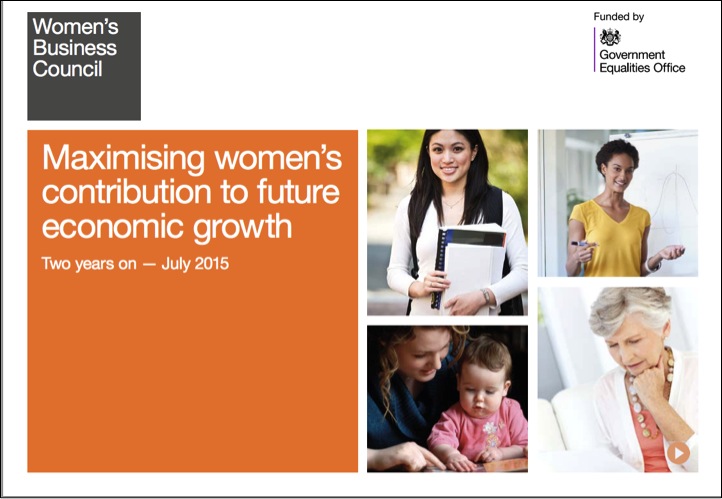 Women's
Business
Council
Funded by
Government
Equalities Office
Maximising women's
contribution to future
economic growth
Two years on — July 2015